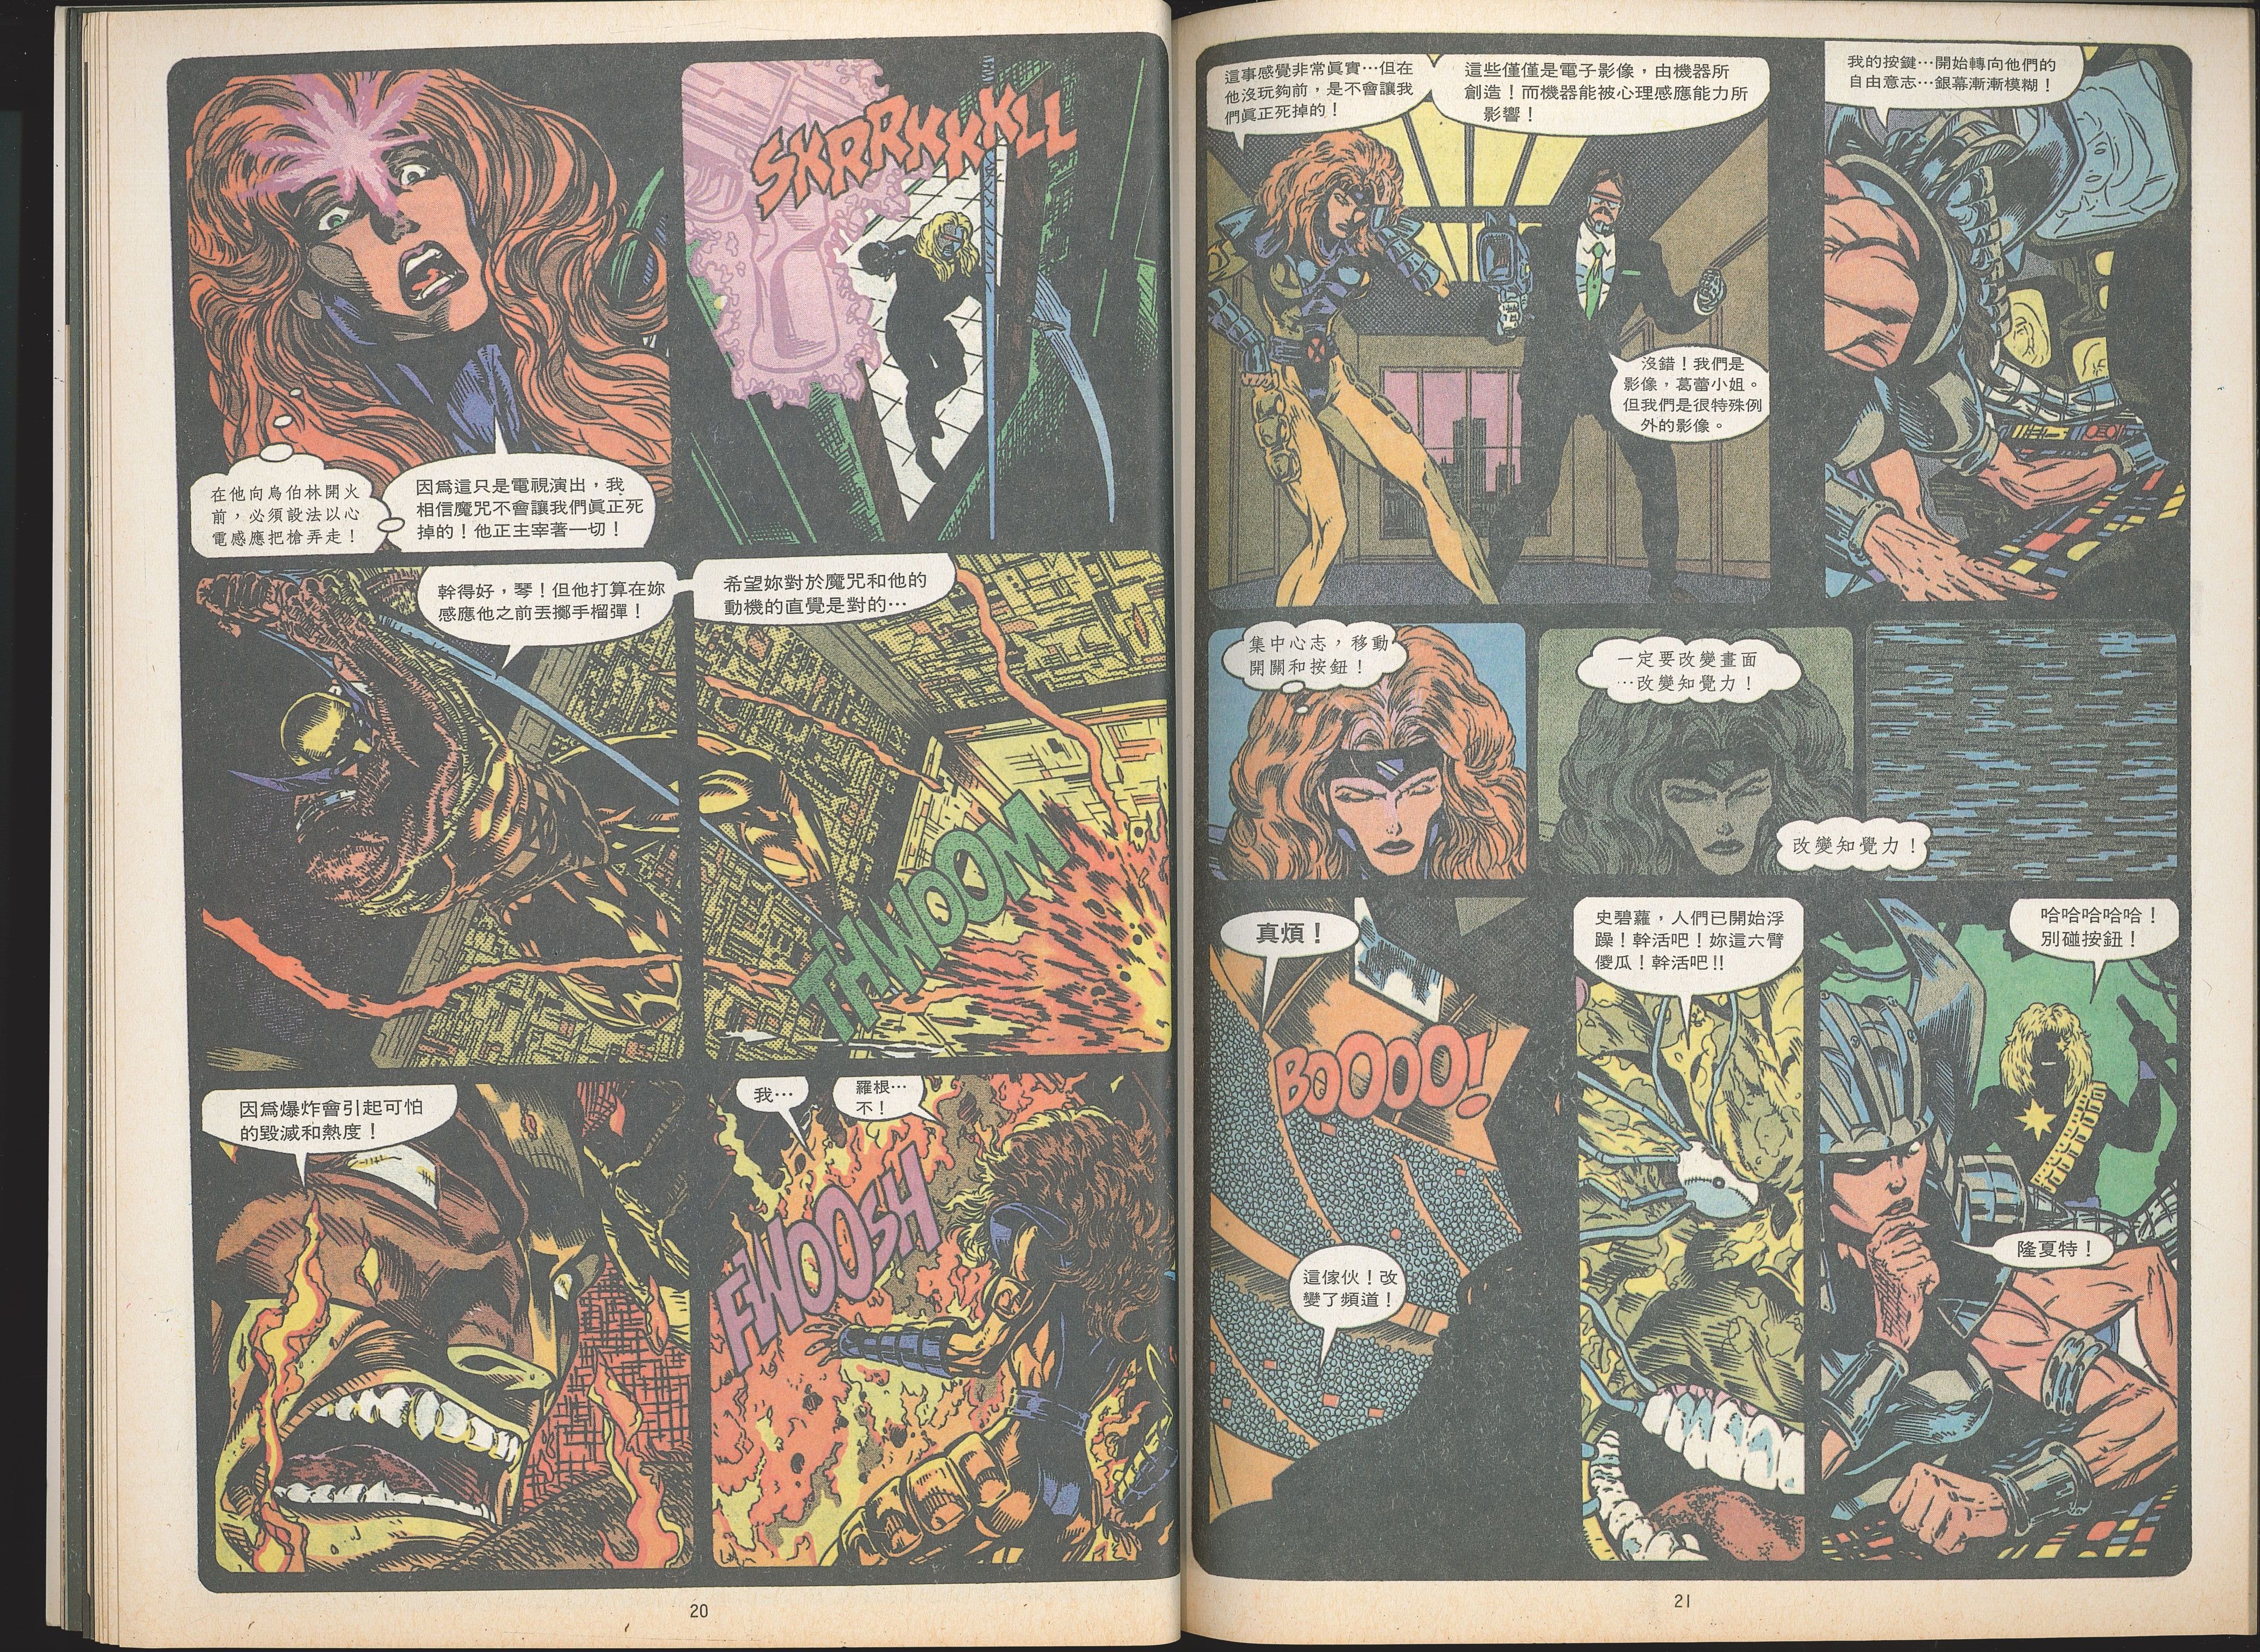 在他向烏伯林開火
前，必須設法以心
電感應把槍弄走！
因爲這只是電視演出，我
相信魔咒不會讓我們眞正死
掉的！他正主宰著一切！
SKRRKKKKLL
幹得好，琴！但他打算在妳
感應他之前丟擲手榴彈！
希望妳對於魔咒和他的
動機的直覺是對的…
THWOOM
因爲爆炸會引起可怕
的毀滅和熱度！
我…
羅根…
不！
FWOOSH
20
這事感覺非常眞實…但在
他沒玩夠前，是不會讓我
們眞正死掉的！
這些僅僅是電子影像，由機器所
創造！而機器能被心理感應能力所
影響！
沒錯！我們是
影像，葛蕾小姐。
但我們是很特殊例
外的影像。
我的按鍵…開始轉向他們的
自由意志…銀幕漸漸模糊！
集中心志，移動
開關和按鈕！
一定要改變畫面
…改變知覺力！
改變知覺力！
真煩！
BOOOO!
這傢伙！改
變了頻道！
史碧蘿，人們已開始浮
躁！幹活吧！妳這六臂
傻瓜！幹活吧!!
哈哈哈哈哈！
別碰按鈕！
隆夏特！
21